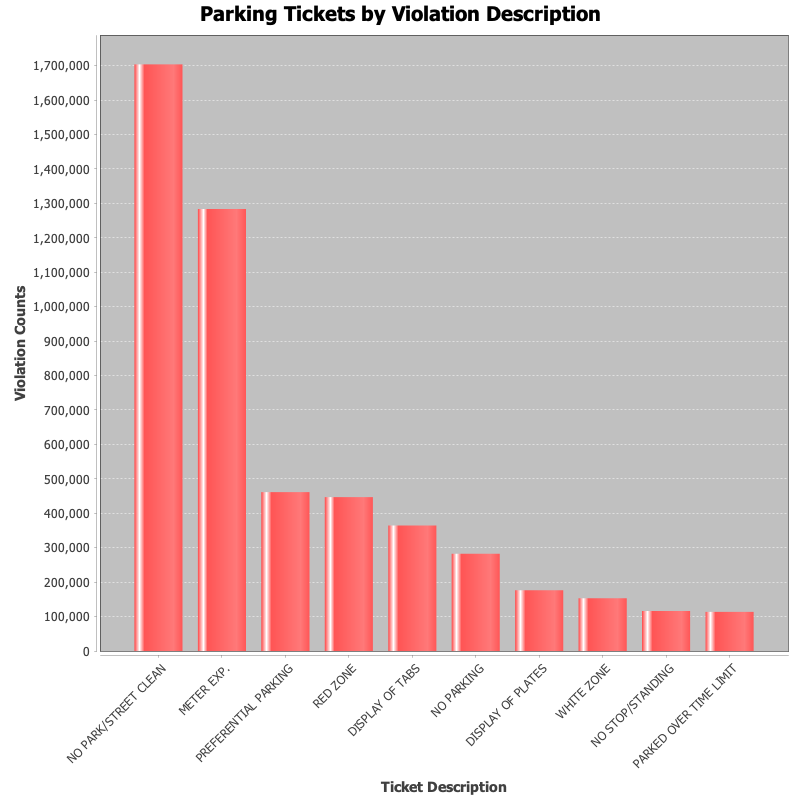 Parking Tickets by Violation Description
1,700,000
1,600,000
1,500,000
1,400,000
1,300,000
1,200,000
1,100,000
1,000,000
900,000
800,000
700,000
600,000
500,000
400,000
300,000
200,000
100,000
0
Violation Counts
NO PARK/STREET CLEAN
METER EXP.
PREFERENTIAL PARKING
RED ZONE
DISPLAY OF TABS
NO PARKING
DISPLAY OF PLATES
WHITE ZONE
NO STOP/STANDING
PARKED OVER TIME LIMIT
Ticket Description